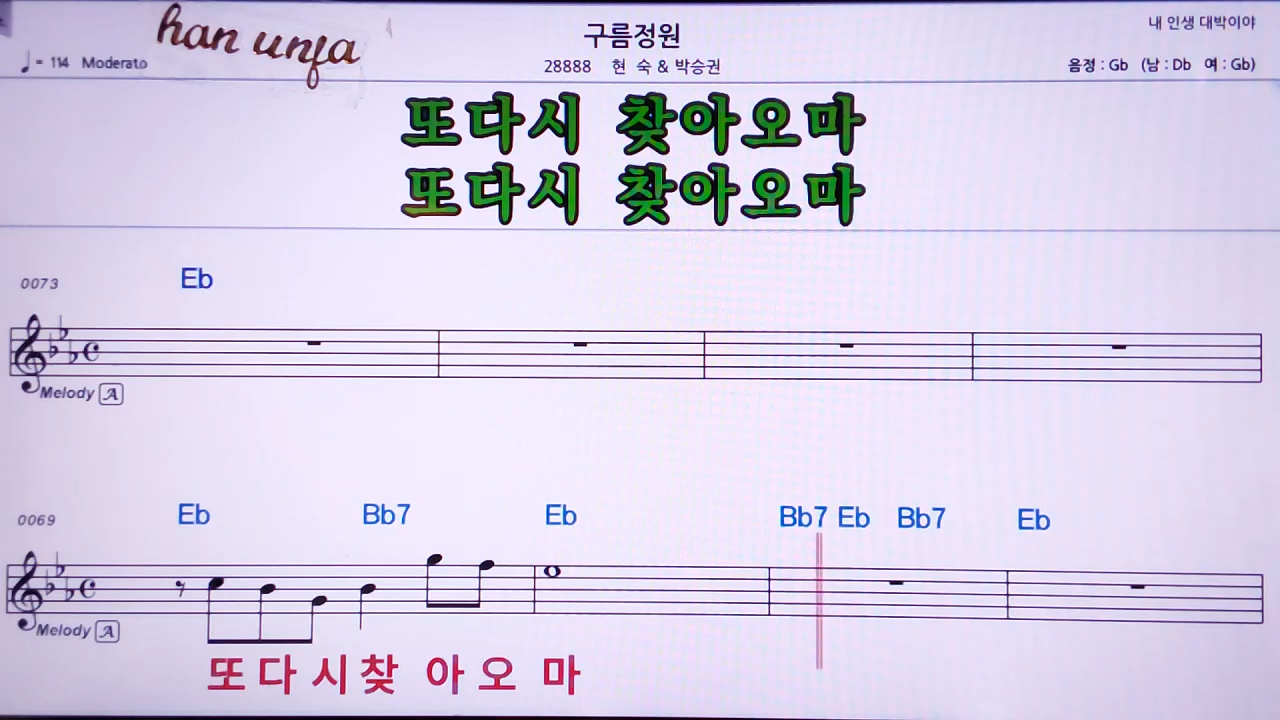 han unja
구름정원
내 인생 대박이야
♩= 114 Moderato
28888 현 숙 & 박승권
음정 : Gb (남 : Db 여 : Gb)
또다시 찾아오마
또다시 찾아오마
0073 Eb
Melody A
0069 Eb Bb7 Eb Bb7 Eb Bb7 Eb
Melody A
또 다 시 찾 아 오 마